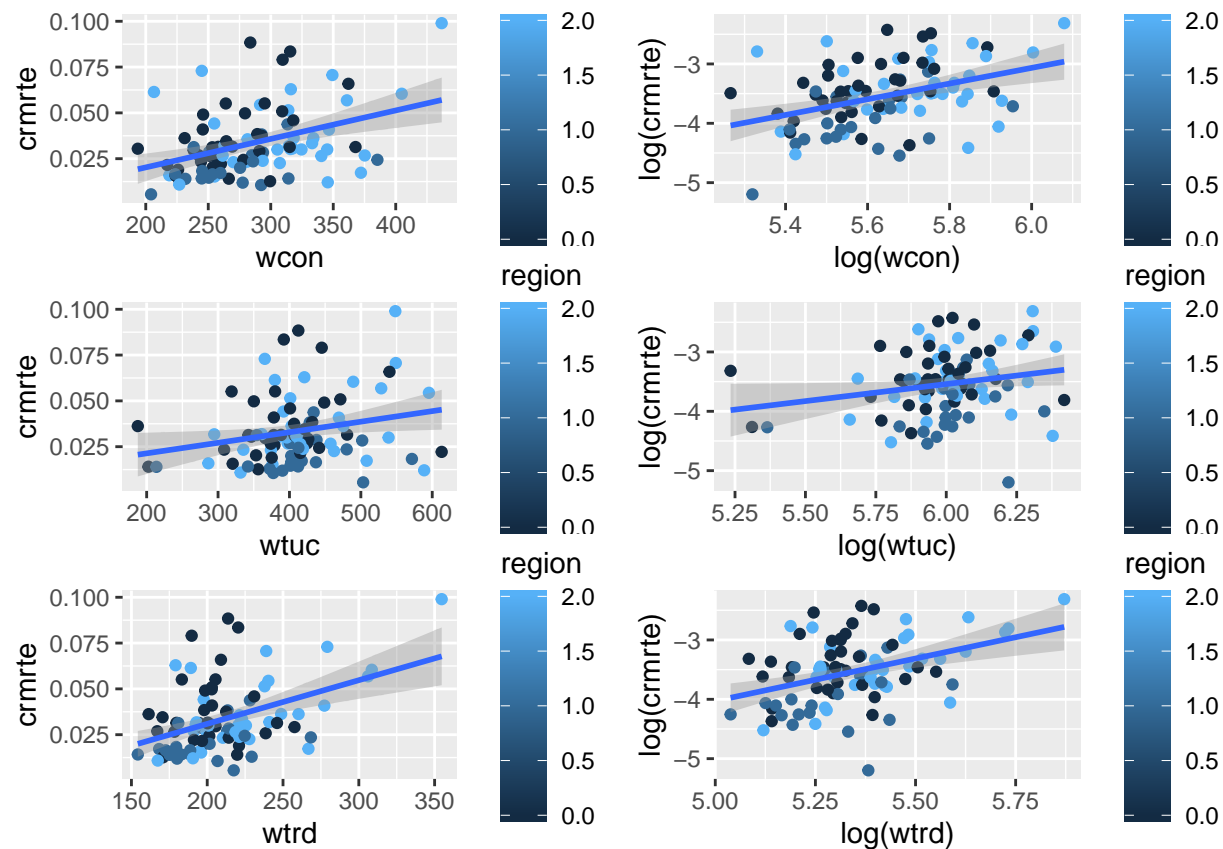 0.100
0.075
0.050
0.025
crmrte
200 250 300 350 400
wcon
2.0
1.5
1.0
0.5
0.0
−3
−4
−5
log(crmrte)
5.4 5.6 5.8 6.0
log(wcon)
2.0
1.5
1.0
0.5
0.0
region
region
0.100
0.075
0.050
0.025
crmrte
200 300 400 500 600
wtuc
2.0
1.5
1.0
0.5
0.0
−3
−4
−5
log(crmrte)
5.25 5.50 5.75 6.00 6.25
log(wtuc)
2.0
1.5
1.0
0.5
0.0
region
region
0.100
0.075
0.050
0.025
crmrte
150 200 250 300 350
wtrd
2.0
1.5
1.0
0.5
0.0
−3
−4
−5
log(crmrte)
5.00 5.25 5.50 5.75
log(wtrd)
2.0
1.5
1.0
0.5
0.0